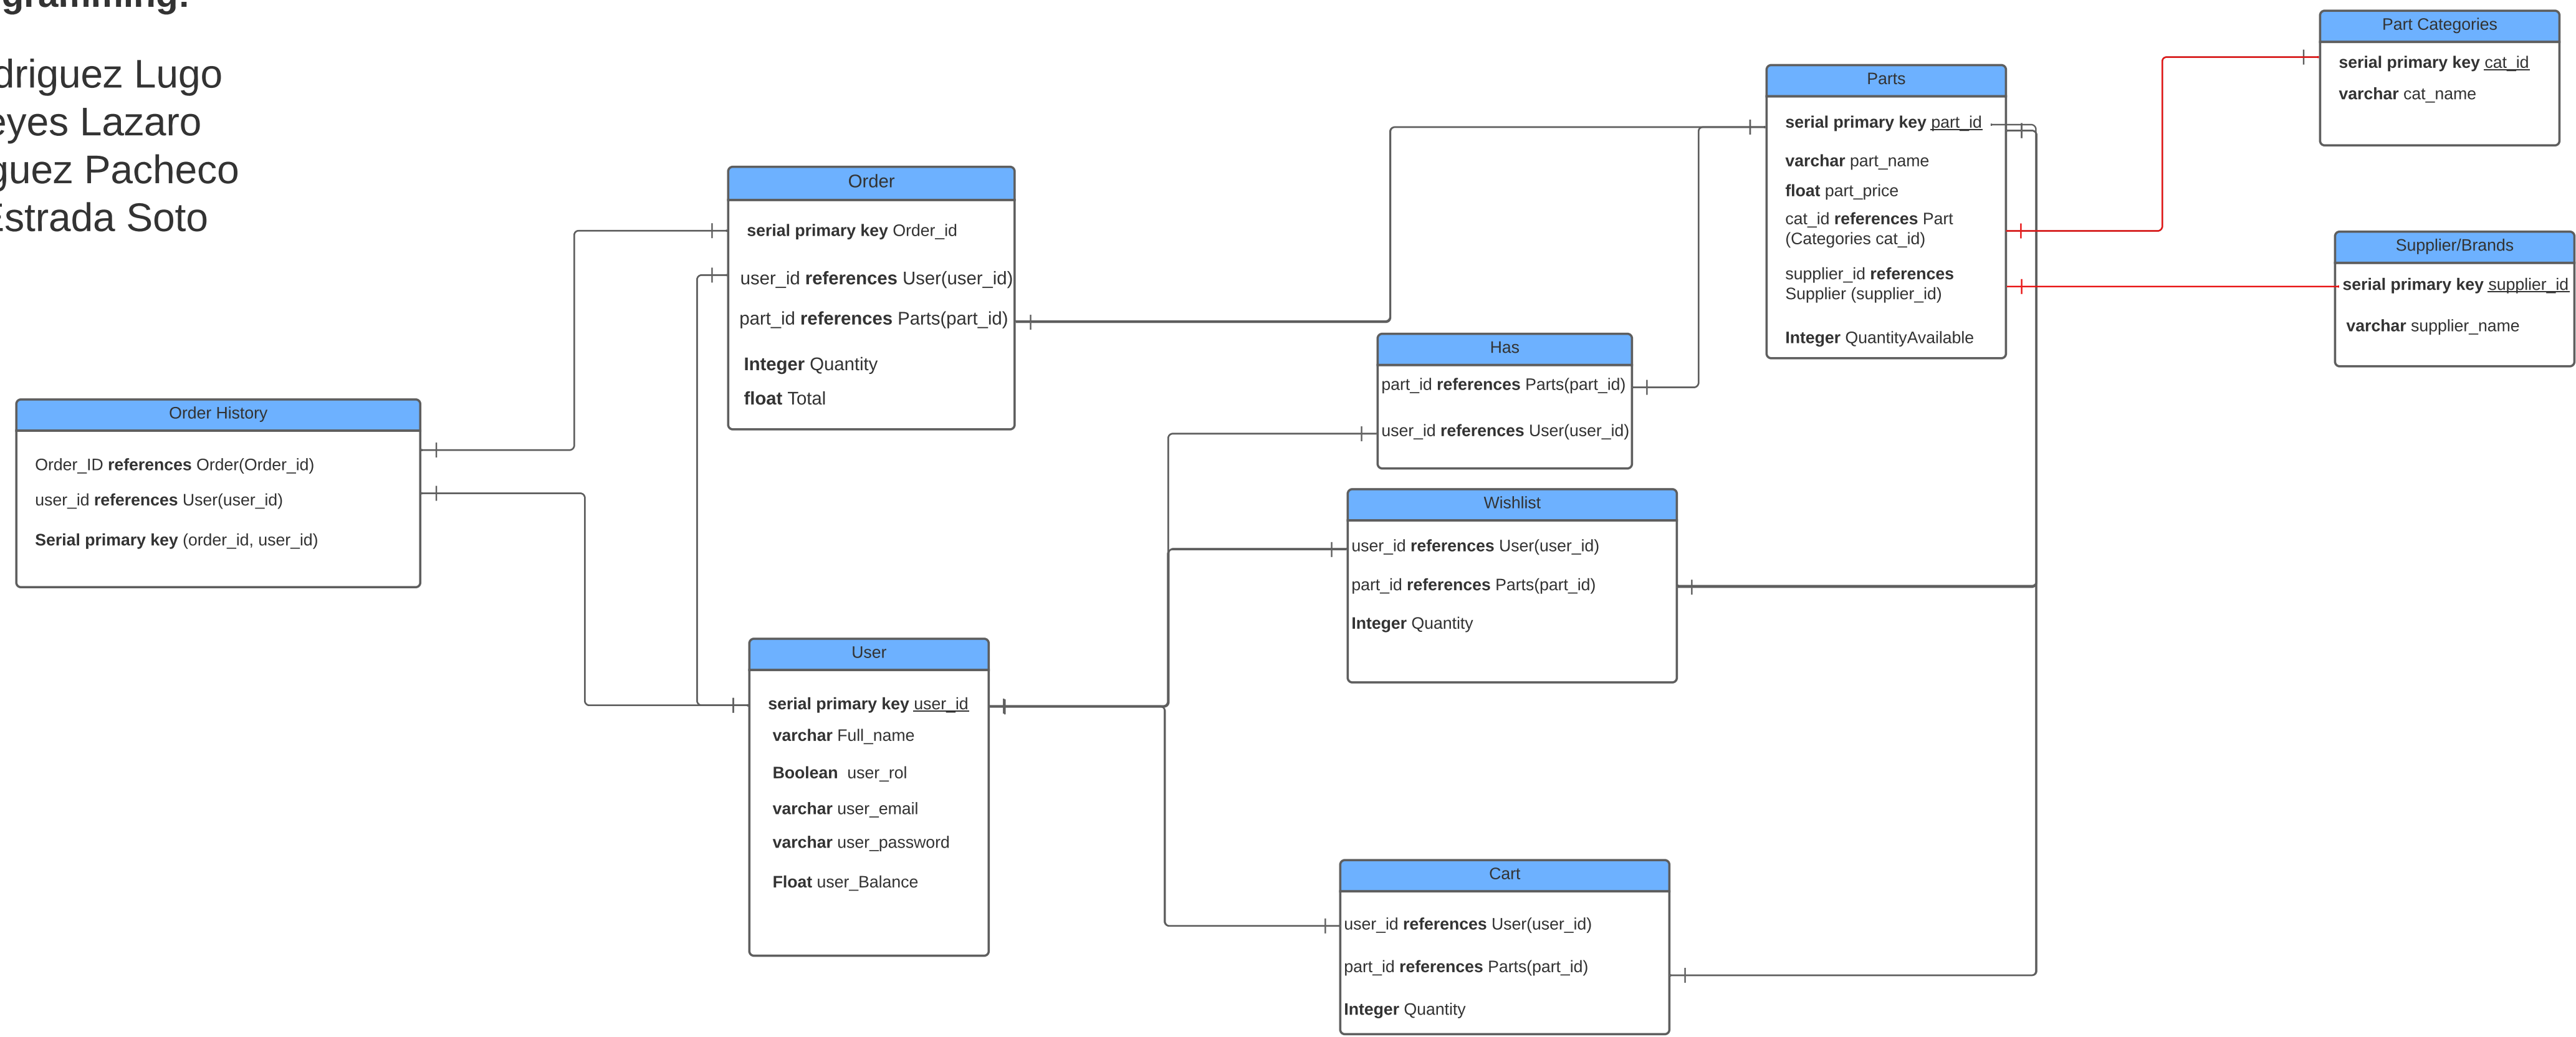 driguez Lugo
eyes Lazaro
guez Pacheco
Estrada Soto
Order
serial primary key Order_id
user_id references User(user_id)
part_id references Parts(part_id)
Integer Quantity
float Total
Parts
serial primary key part_id
varchar part_name
float part_price
cat_id references Part
(Categories cat_id)
supplier_id references
Supplier (supplier_id)
Integer QuantityAvailable
Part Categories
serial primary key cat_id
varchar cat_name
Supplier/Brands
serial primary key supplier_id
varchar supplier_name
Has
part_id references Parts(part_id)
user_id references User(user_id)
Order History
Order_ID references Order(Order_id)
user_id references User(user_id)
Serial primary key (order_id, user_id)
Wishlist
user_id references User(user_id)
part_id references Parts(part_id)
Integer Quantity
User
serial primary key user_id
varchar Full_name
Boolean  user_rol
varchar user_email
varchar user_password
Float user_Balance
Cart
user_id references User(user_id)
part_id references Parts(part_id)
Integer Quantity